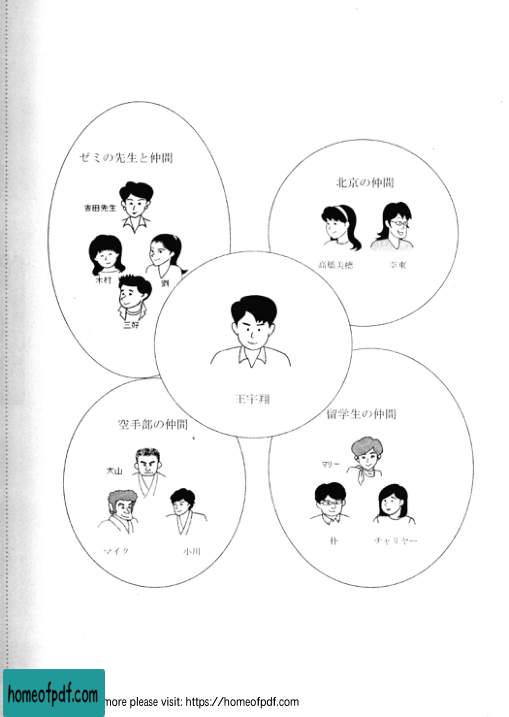 ゼミの先生と仲間
吉田先生
木村
劉
三好
北京の仲間
高橋美穂
李東
王宇翔
空手部の仲間
大山
マイク
小川
留学生の仲間
マリー
朴
チャリヤー
homeofpdf.com
more please visit: https://homeofpdf.com